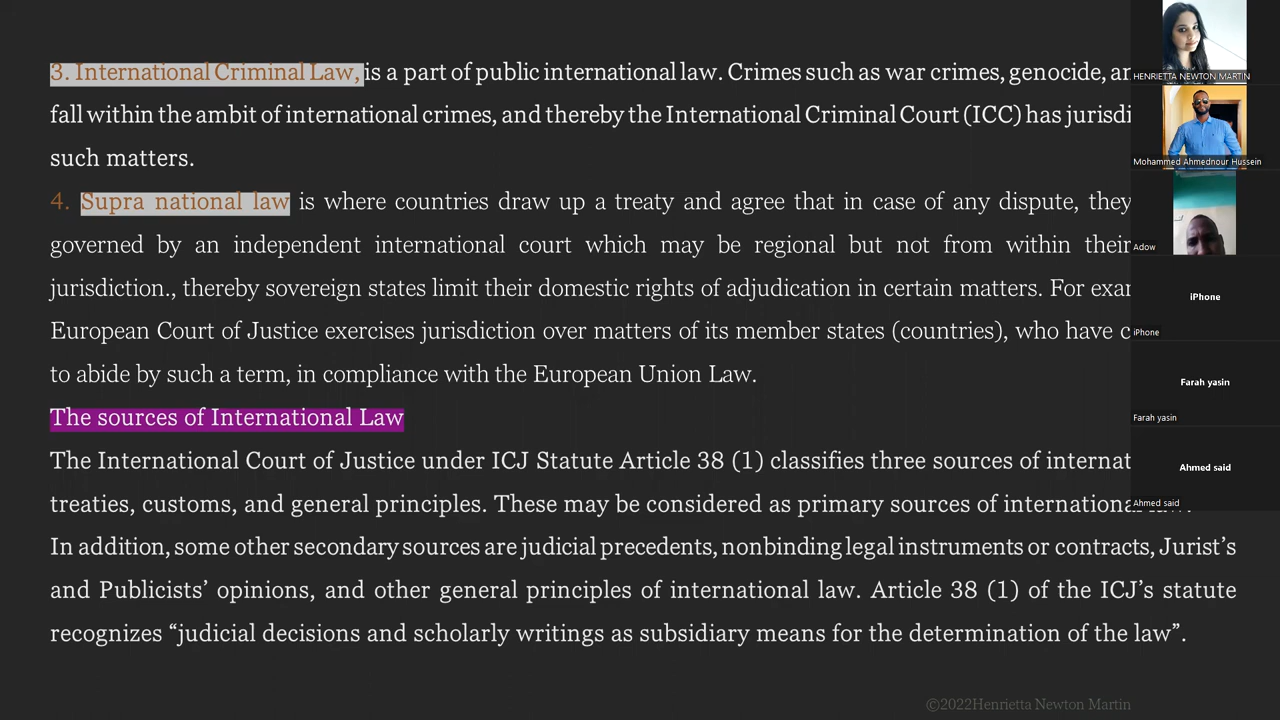 3. International Criminal Law, is a part of public international law. Crimes such as war crimes, genocide,
fall within the ambit of international crimes, and thereby the International Criminal Court (ICC) has
such matters.
4. Supra national law is where countries draw up a treaty and agree that in case of any dispute, they
governed by an independent international court which may be regional but not from within their
jurisdiction., thereby sovereign states limit their domestic rights of adjudication in certain matters. For
European Court of Justice exercises jurisdiction over matters of its member states (countries), who have
to abide by such a term, in compliance with the European Union Law.
The sources of International Law
The International Court of Justice under ICJ Statute Article 38 (1) classifies three sources of
treaties, customs, and general principles. These may be considered as primary sources of international law.
In addition, some other secondary sources are judicial precedents, nonbinding legal instruments or contracts, Jurist’s
and Publicists’ opinions, and other general principles of international law. Article 38 (1) of the ICJ’s statute
recognizes “judicial decisions and scholarly writings as subsidiary means for the determination of the law”.
©2022Henrietta Newton Martin
HENRIETTA NEWTON MARTIN
Mohammed Ahmednour Hussein
Adow
iPhone
iPhone
Farah yasin
Farah yasin
Ahmed said
Ahmed said